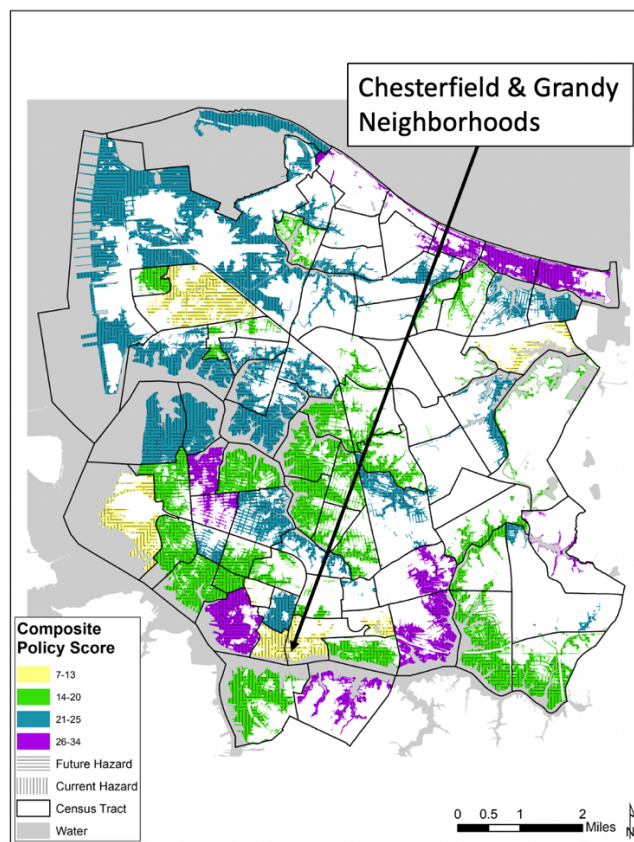 Chesterfield & Grandy
Neighborhoods
Composite
Policy Score
7-13
14-20
21-25
26-34
Future Hazard
Current Hazard
Census Tract
Water
0 0.5 1 2
Miles
N